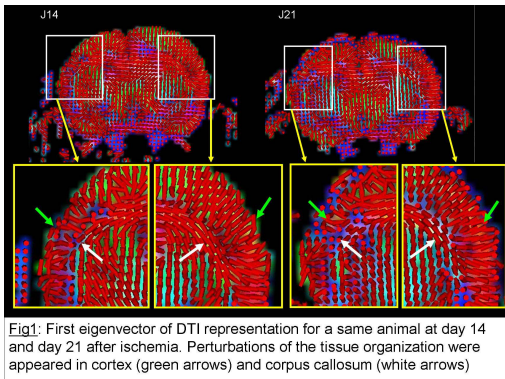 J14
J21
Fig1: First eigenvector of DTI representation for a same animal at day 14
and day 21 after ischemia. Perturbations of the tissue organization were
appeared in cortex (green arrows) and corpus callosum (white arrows)